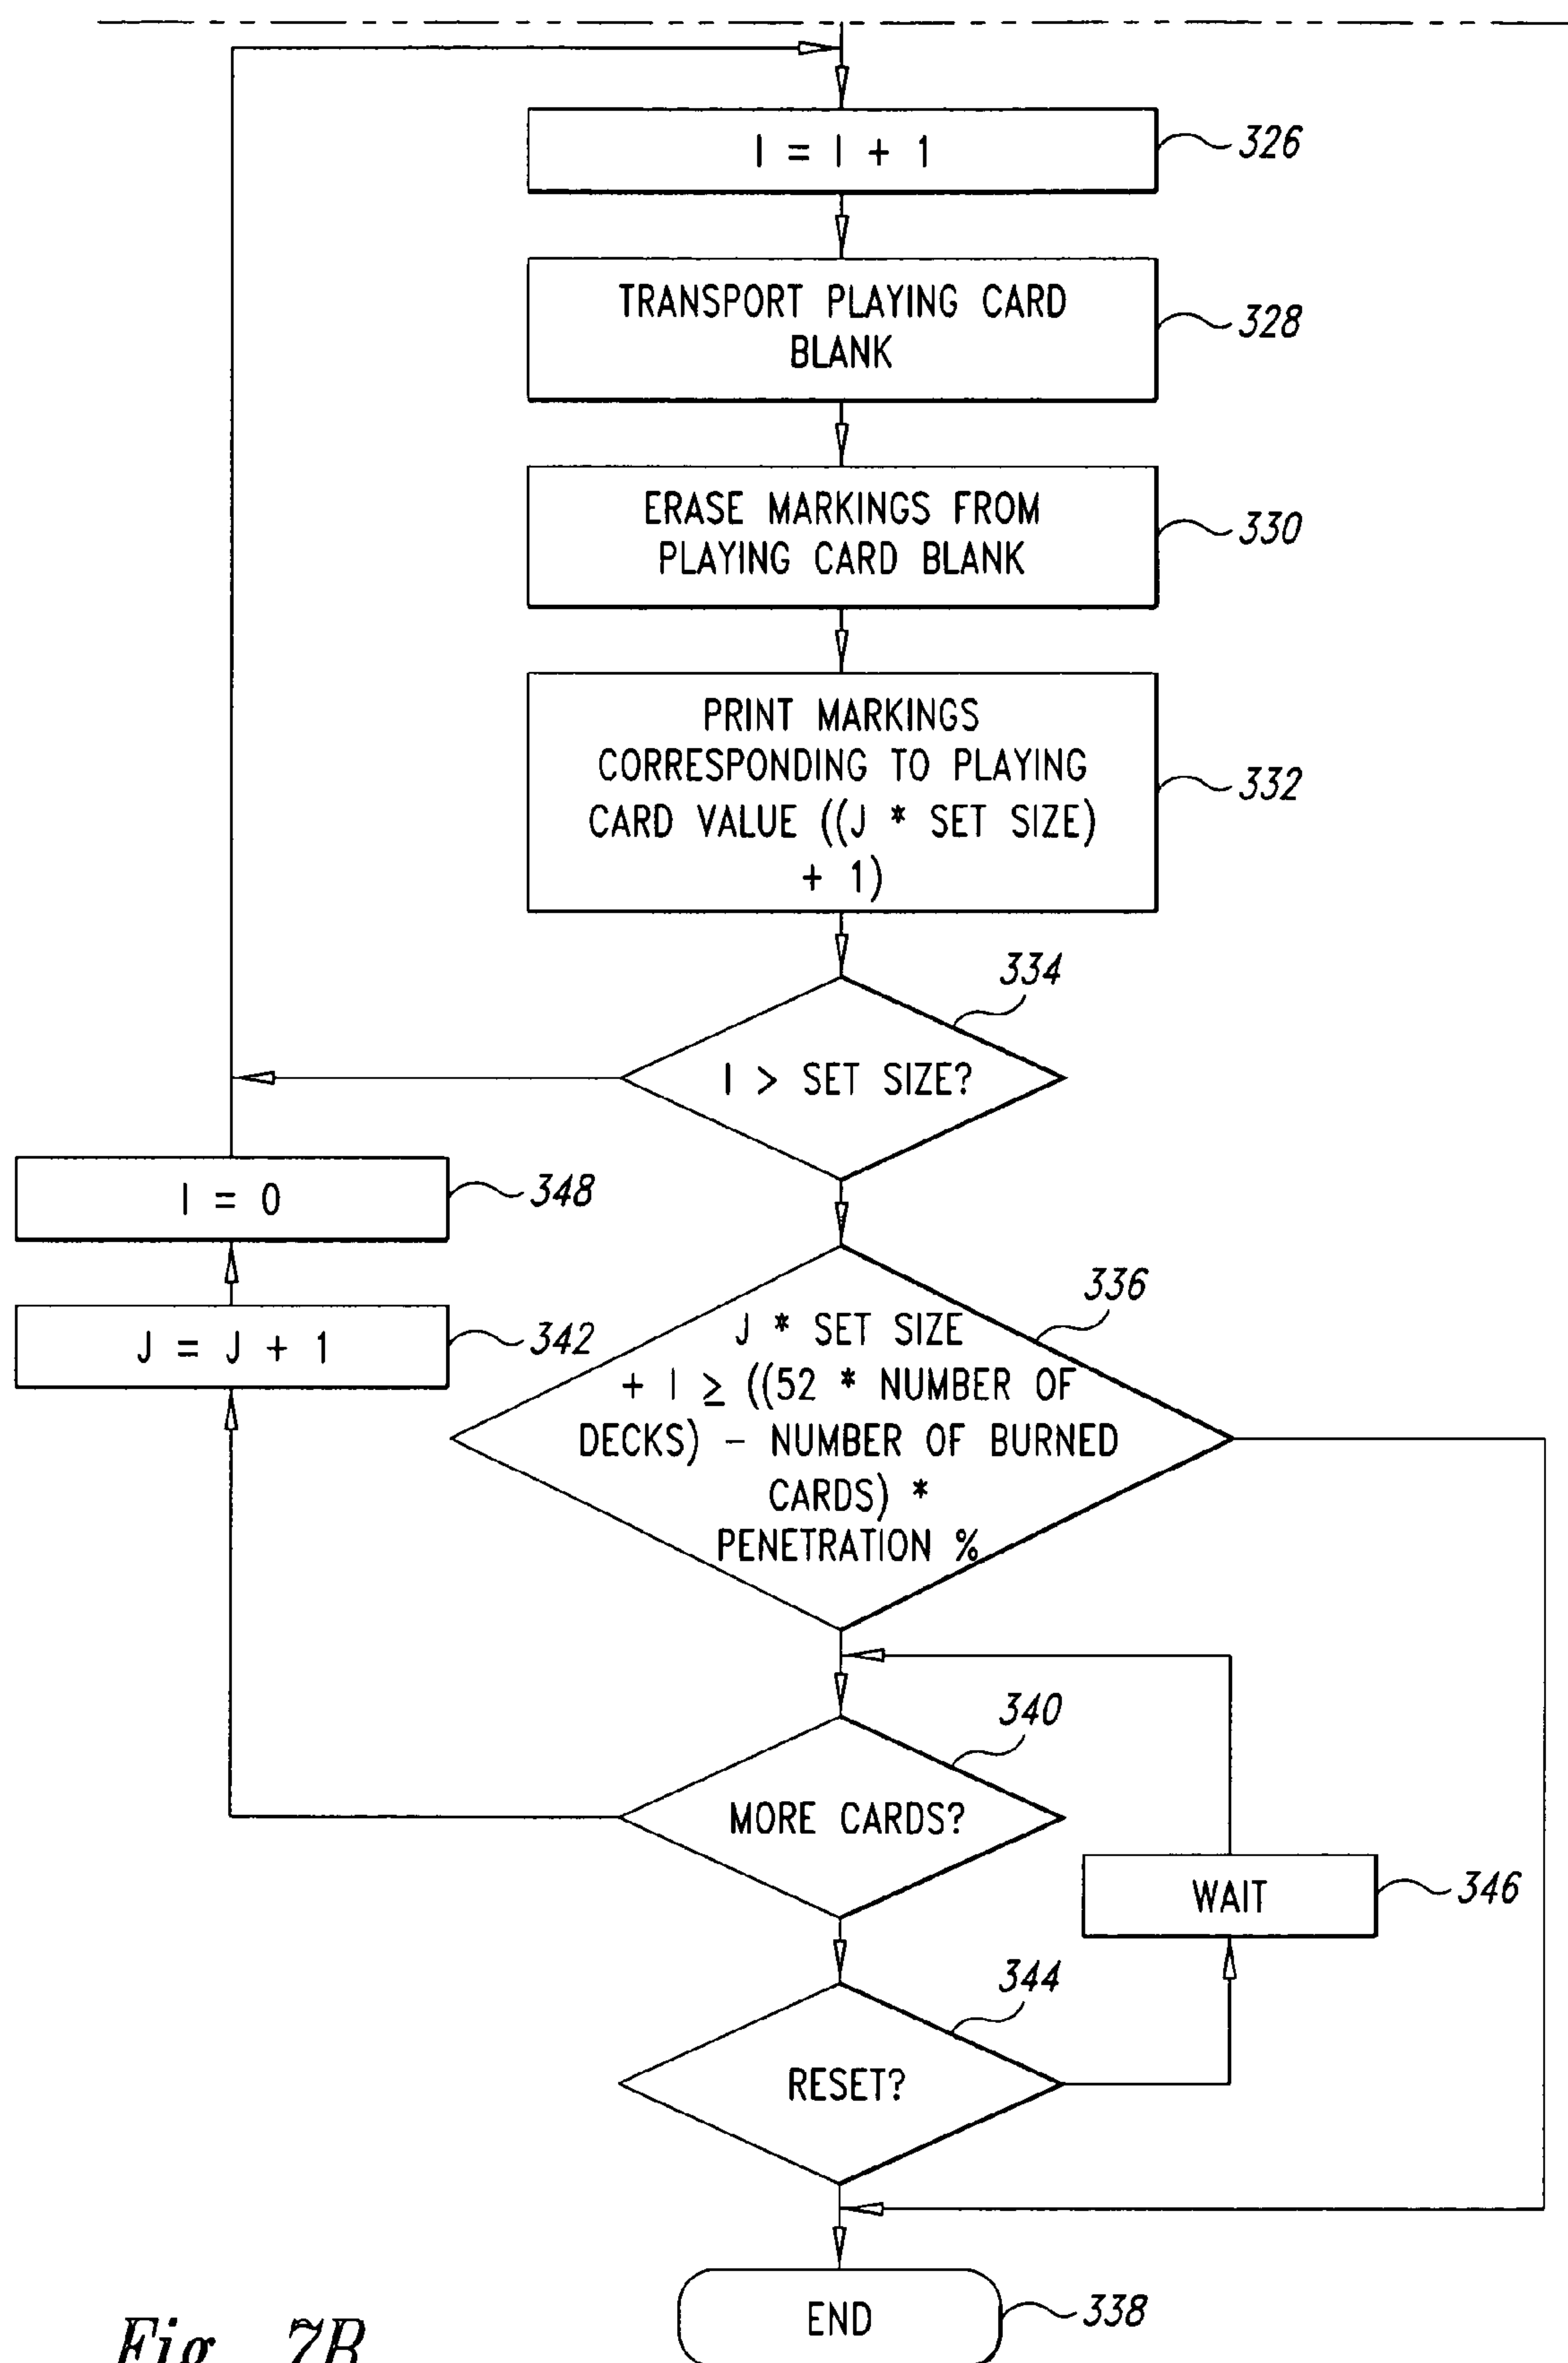 I = I + 1
326
TRANSPORT PLAYING CARD
BLANK
328
ERASE MARKINGS FROM
PLAYING CARD BLANK
330
PRINT MARKINGS
CORRESPONDING TO PLAYING
CARD VALUE ((J * SET SIZE)
+ 1)
332
334
I > SET SIZE?
I = 0
348
J = J + 1
342
336
J * SET SIZE
+ I ≥ ((52 * NUMBER OF
DECKS) - NUMBER OF BURNED
CARDS) *
PENETRATION %
340
MORE CARDS?
WAIT
346
344
RESET?
END
338
Fig. 7B